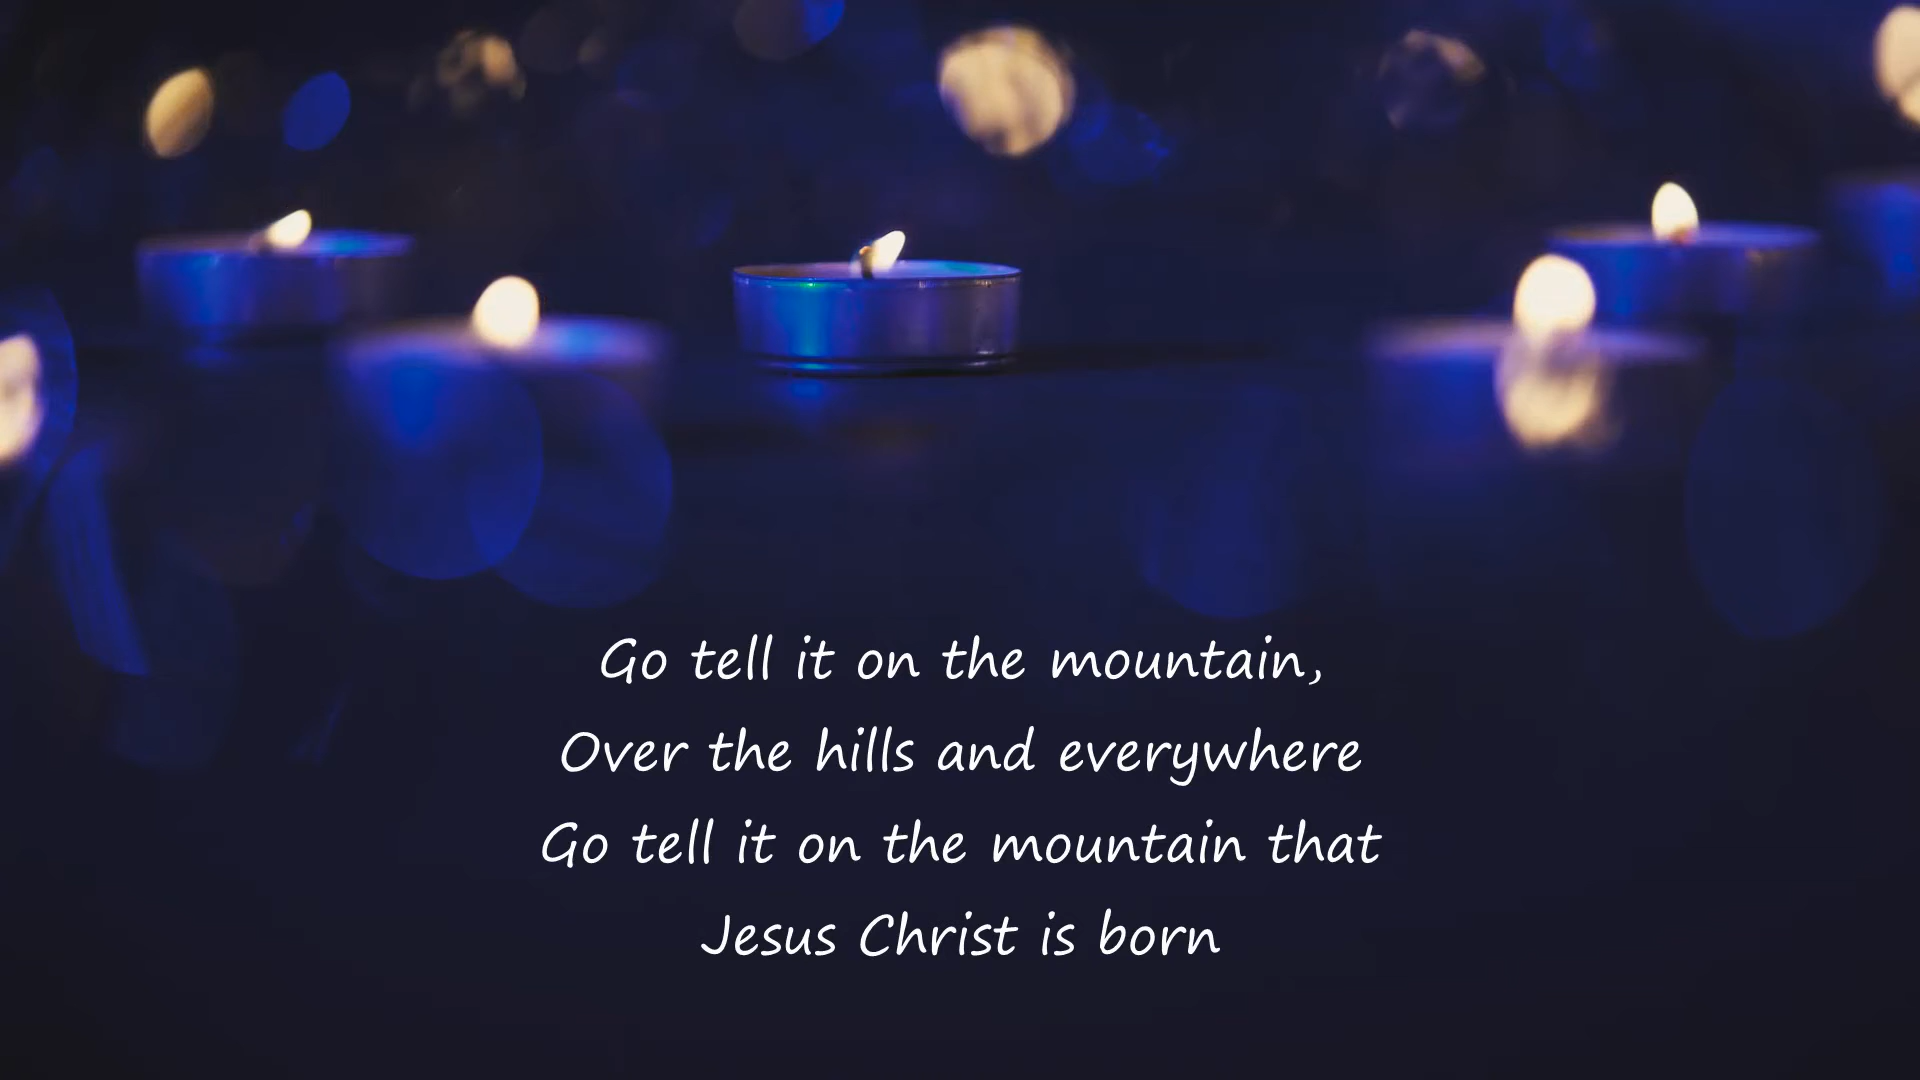 Go tell it on the mountain,
Over the hills and everywhere
Go tell it on the mountain that
Jesus Christ is born